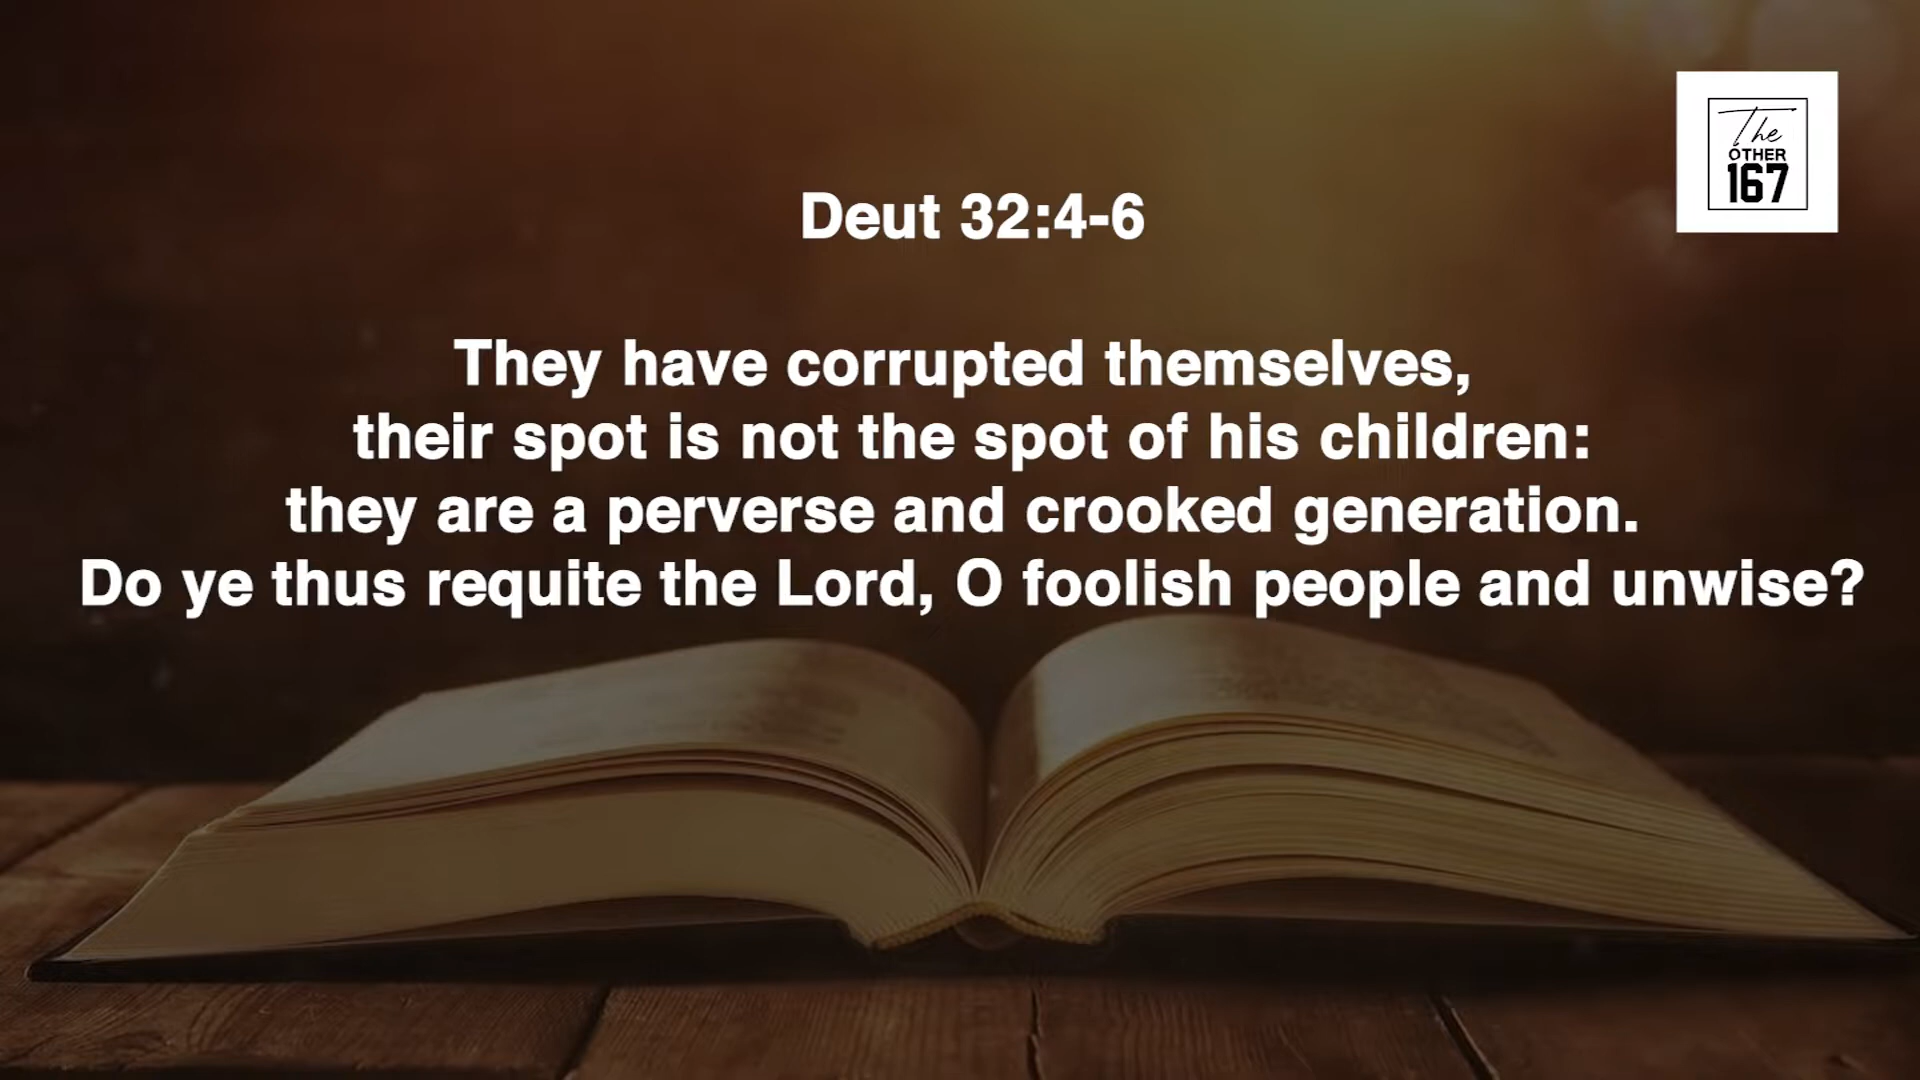 The
OTHER
167
Deut 32:4-6
They have corrupted themselves,
their spot is not the spot of his children:
they are a perverse and crooked generation.
Do ye thus requite the Lord, O foolish people and unwise?